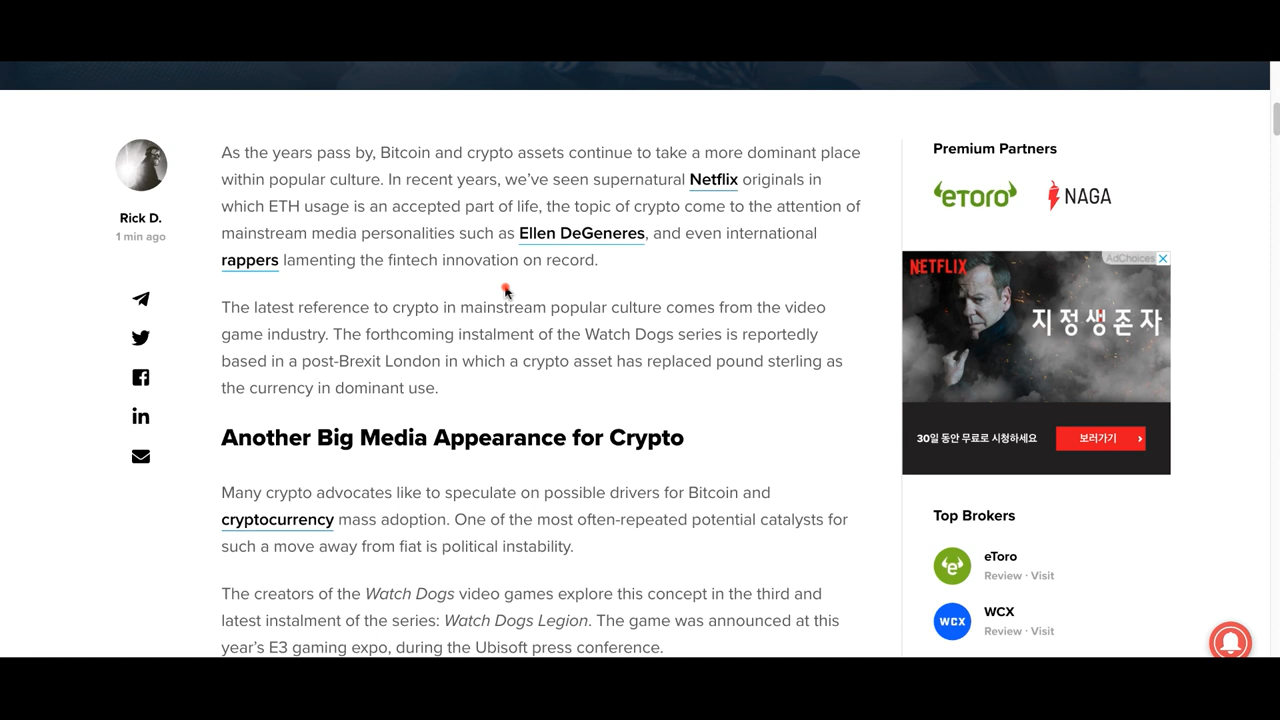 Rick D.
1 min ago
As the years pass by, Bitcoin and crypto assets continue to take a more dominant place
within popular culture. In recent years, we’ve seen supernatural Netflix originals in
which ETH usage is an accepted part of life, the topic of crypto come to the attention of
mainstream media personalities such as Ellen DeGeneres, and even international
rappers lamenting the fintech innovation on record.
The latest reference to crypto in mainstream popular culture comes from the video
game industry. The forthcoming instalment of the Watch Dogs series is reportedly
based in a post-Brexit London in which a crypto asset has replaced pound sterling as
the currency in dominant use.
Another Big Media Appearance for Crypto
Many crypto advocates like to speculate on possible drivers for Bitcoin and
cryptocurrency mass adoption. One of the most often-repeated potential catalysts for
such a move away from fiat is political instability.
The creators of the Watch Dogs video games explore this concept in the third and
latest instalment of the series: Watch Dogs Legion. The game was announced at this
year’s E3 gaming expo, during the Ubisoft press conference.
Premium Partners
eToro
NAGA
AdChoices
NETFLIX
지정생존자
30일 동안 무료로 시청하세요
보러가기
Top Brokers
eToro
Review · Visit
WCX
WCX
Review · Visit